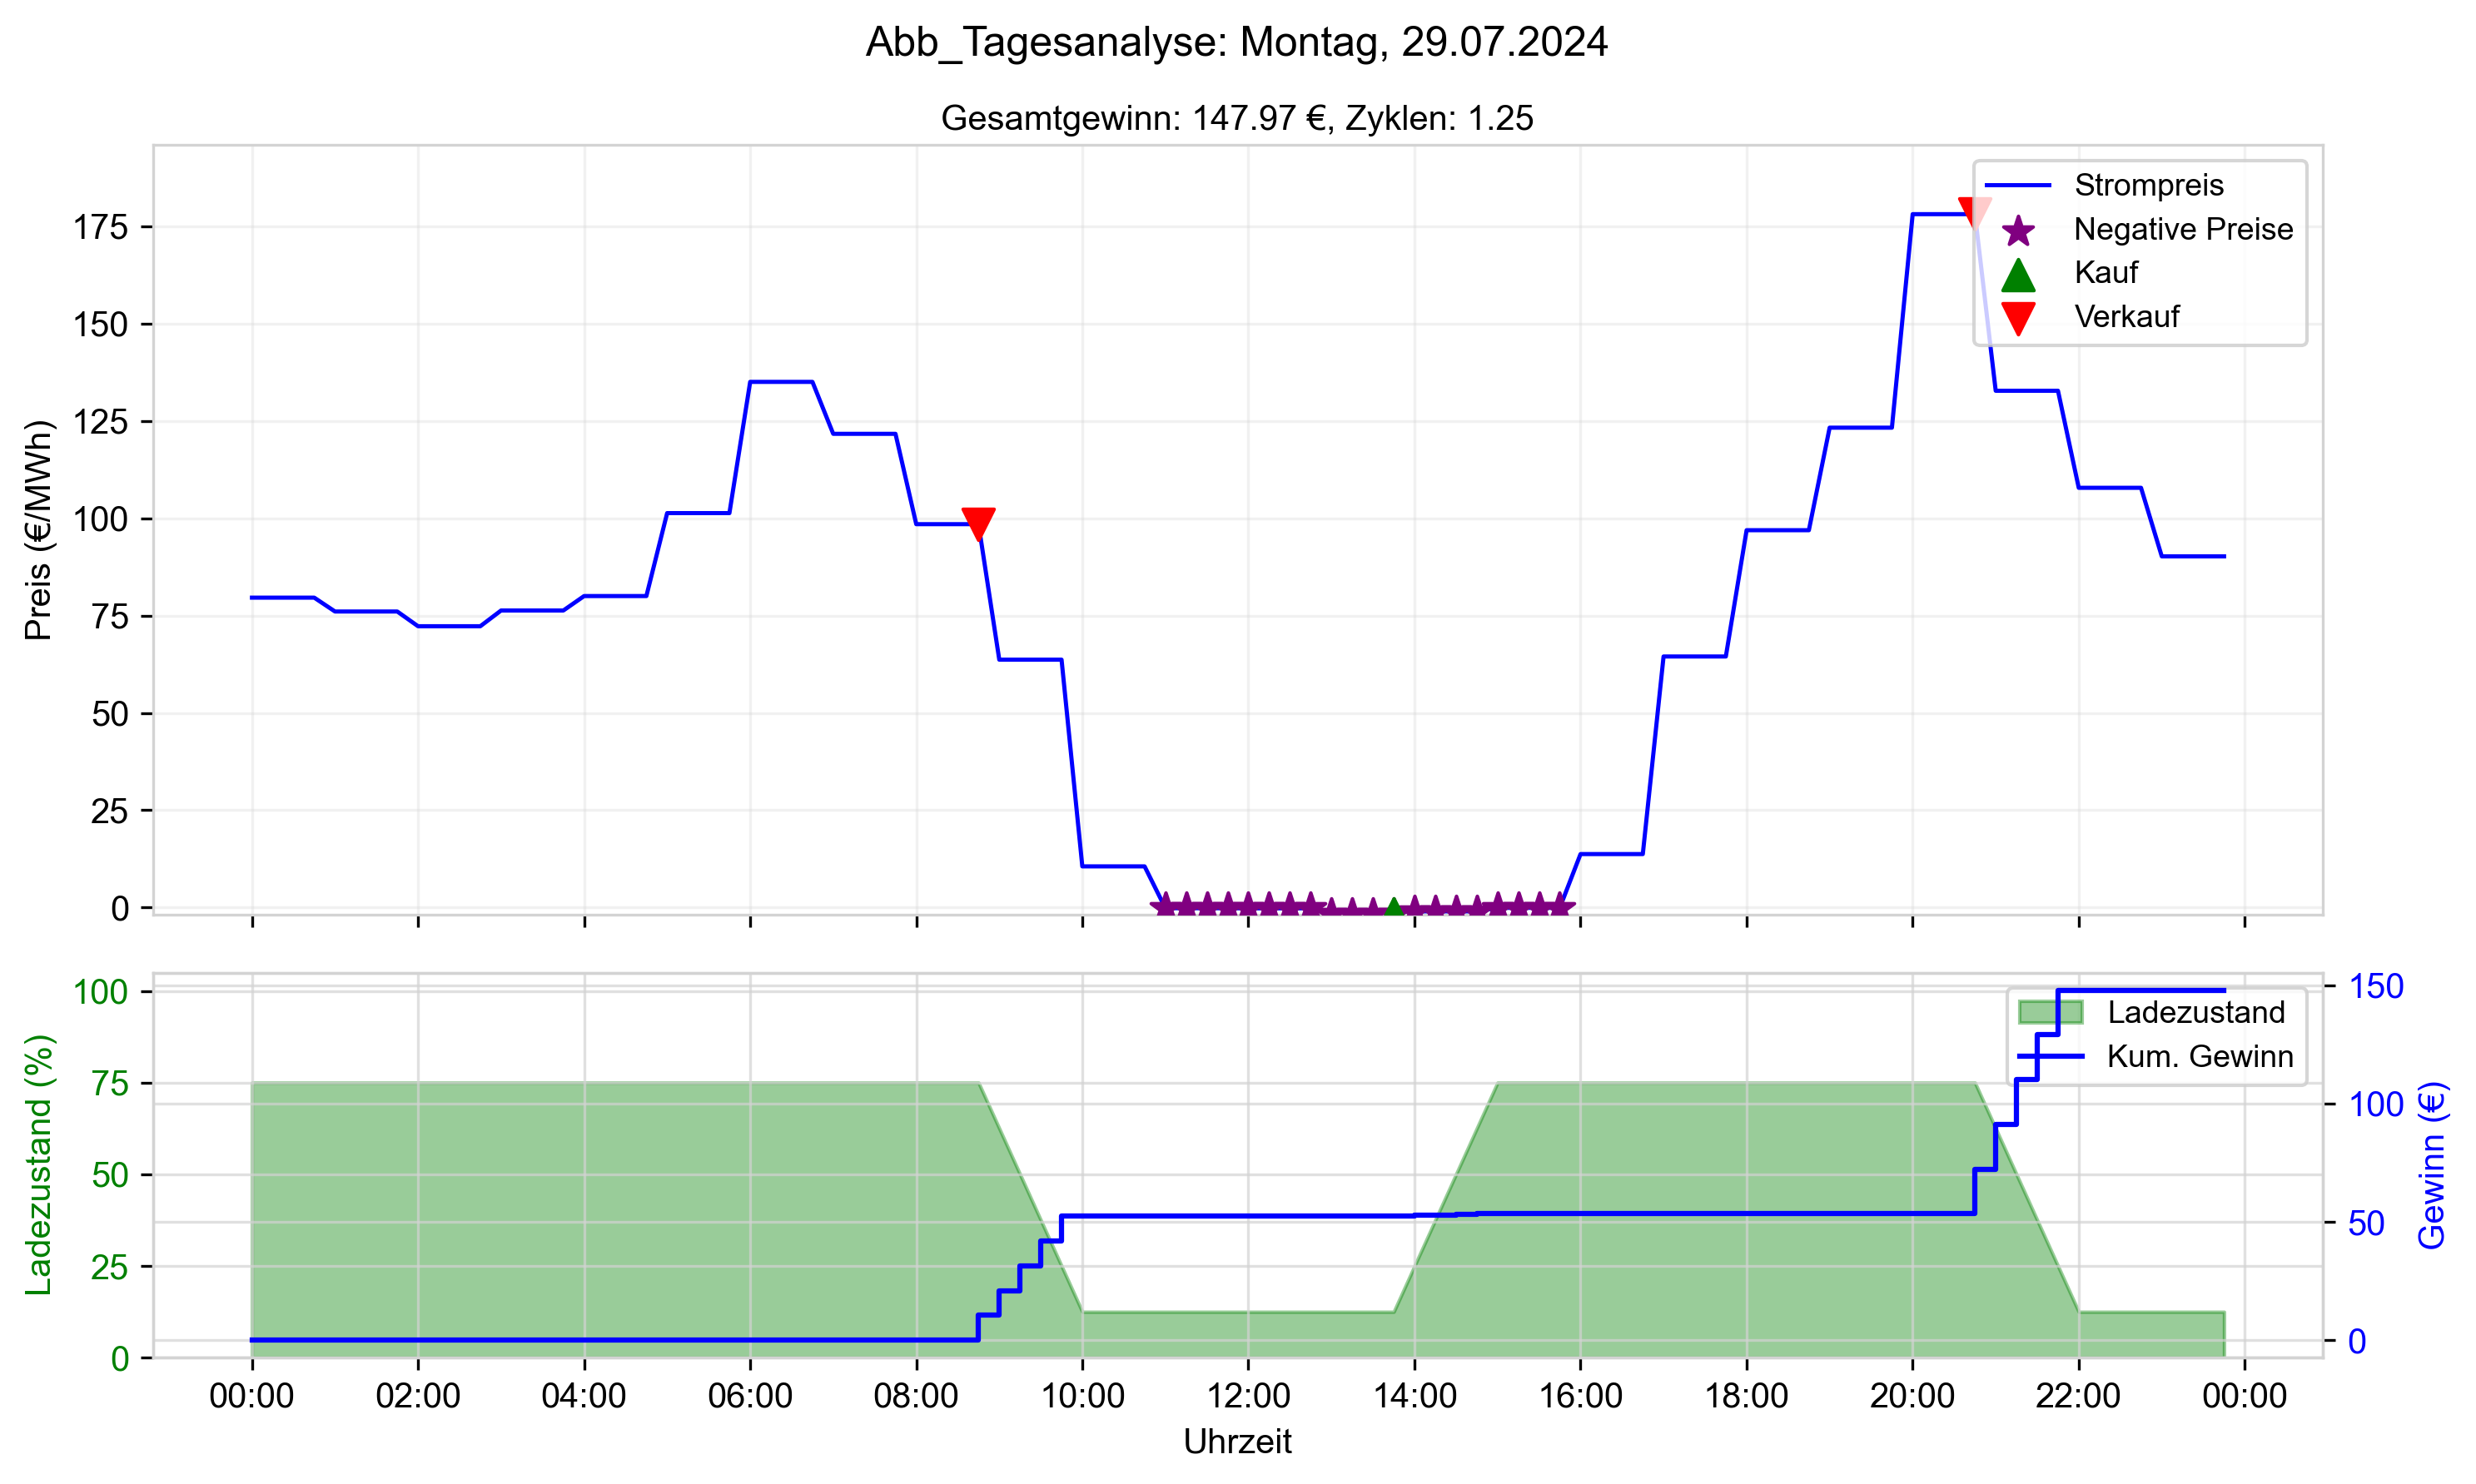 Abb_Tagesanalyse: Montag, 29.07.2024
Gesamtgewinn: 147.97 €, Zyklen: 1.25
Preis (€/MWh)
175
150
125
100
75
50
25
0
Strompreis
Negative Preise
Kauf
Verkauf
Ladezustand (%)
100
75
50
25
0
Ladezustand
Kum. Gewinn
150
100
50
0
Gewinn (€)
00:00 02:00 04:00 06:00 08:00 10:00 12:00 14:00 16:00 18:00 20:00 22:00 00:00
Uhrzeit